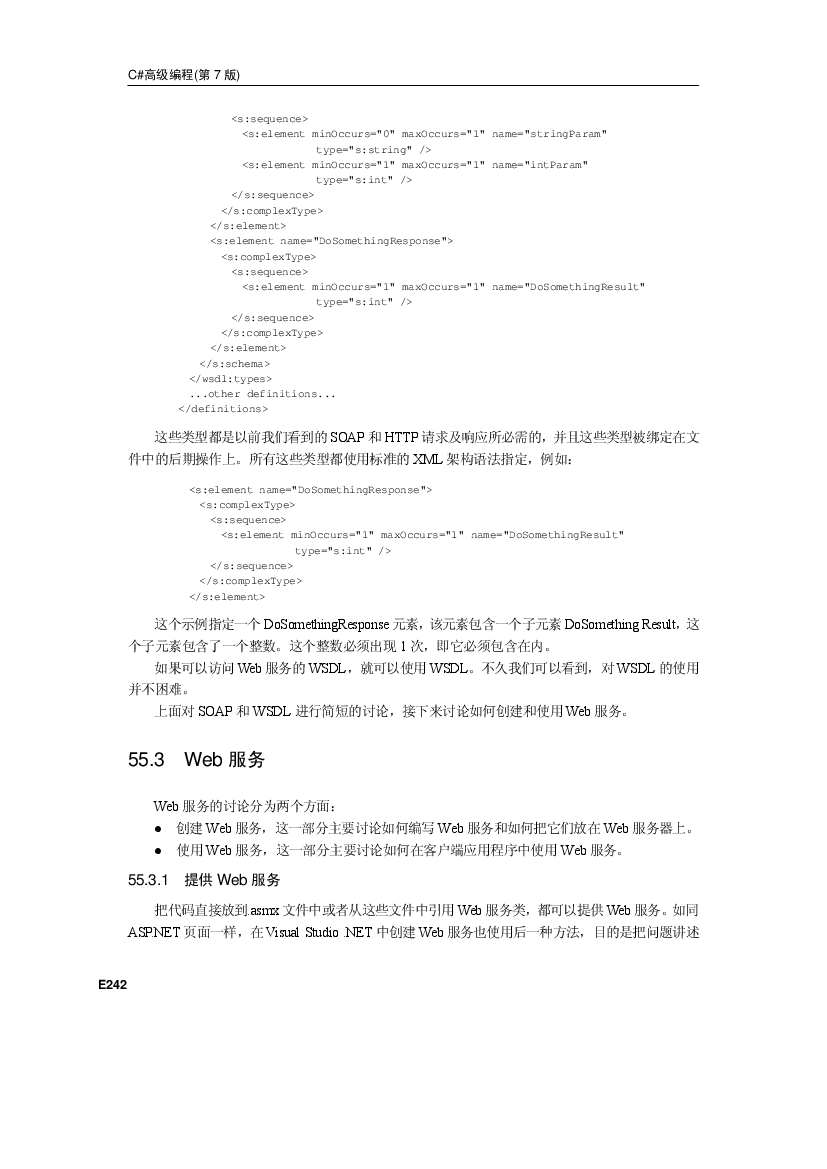 C#高级编程(第 7 版)
<s:sequence>
<s:element minOccurs="0" maxOccurs="1" name="stringParam"
type="s:string" />
<s:element minOccurs="1" maxOccurs="1" name="intParam"
type="s:int" />
</s:sequence>
</s:complexType>
</s:element>
<s:element name="DoSomethingResponse">
<s:complexType>
<s:sequence>
<s:element minOccurs="1" maxOccurs="1" name="DoSomethingResult"
type="s:int" />
</s:sequence>
</s:complexType>
</s:element>
</s:schema>
</wsdl:types>
...other definitions...
</definitions>
这些类型都是以前我们看到的 SOAP 和 HTTP 请求及响应所必需的，并且这些类型被绑定在文
件中的后期操作上。所有这些类型都使用标准的 XML 架构语法指定，例如：
<s:element name="DoSomethingResponse">
<s:complexType>
<s:sequence>
<s:element minOccurs="1" maxOccurs="1" name="DoSomethingResult"
type="s:int" />
</s:sequence>
</s:complexType>
</s:element>
这个示例指定一个 DoSomethingResponse 元素，该元素包含一个子元素 DoSomething Result，这
个子元素包含了一个整数。这个整数必须出现 1 次，即它必须包含在内。
如果可以访问 Web 服务的 WSDL，就可以使用 WSDL。不久我们可以看到，对 WSDL 的使用
并不困难。
上面对 SOAP 和 WSDL 进行简短的讨论，接下来讨论如何创建和使用 Web 服务。
55.3 Web 服务
Web 服务的讨论分为两个方面：
● 创建 Web 服务，这一部分主要讨论如何编写 Web 服务和如何把它们放在 Web 服务器上。
● 使用 Web 服务，这一部分主要讨论如何在客户端应用程序中使用 Web 服务。
55.3.1 提供 Web 服务
把代码直接放到.asmx 文件中或者从这些文件中引用 Web 服务类，都可以提供 Web 服务。如同
ASP.NET 页面一样，在 Visual Studio .NET 中创建 Web 服务也使用后一种方法，目的是把问题讲述
E242